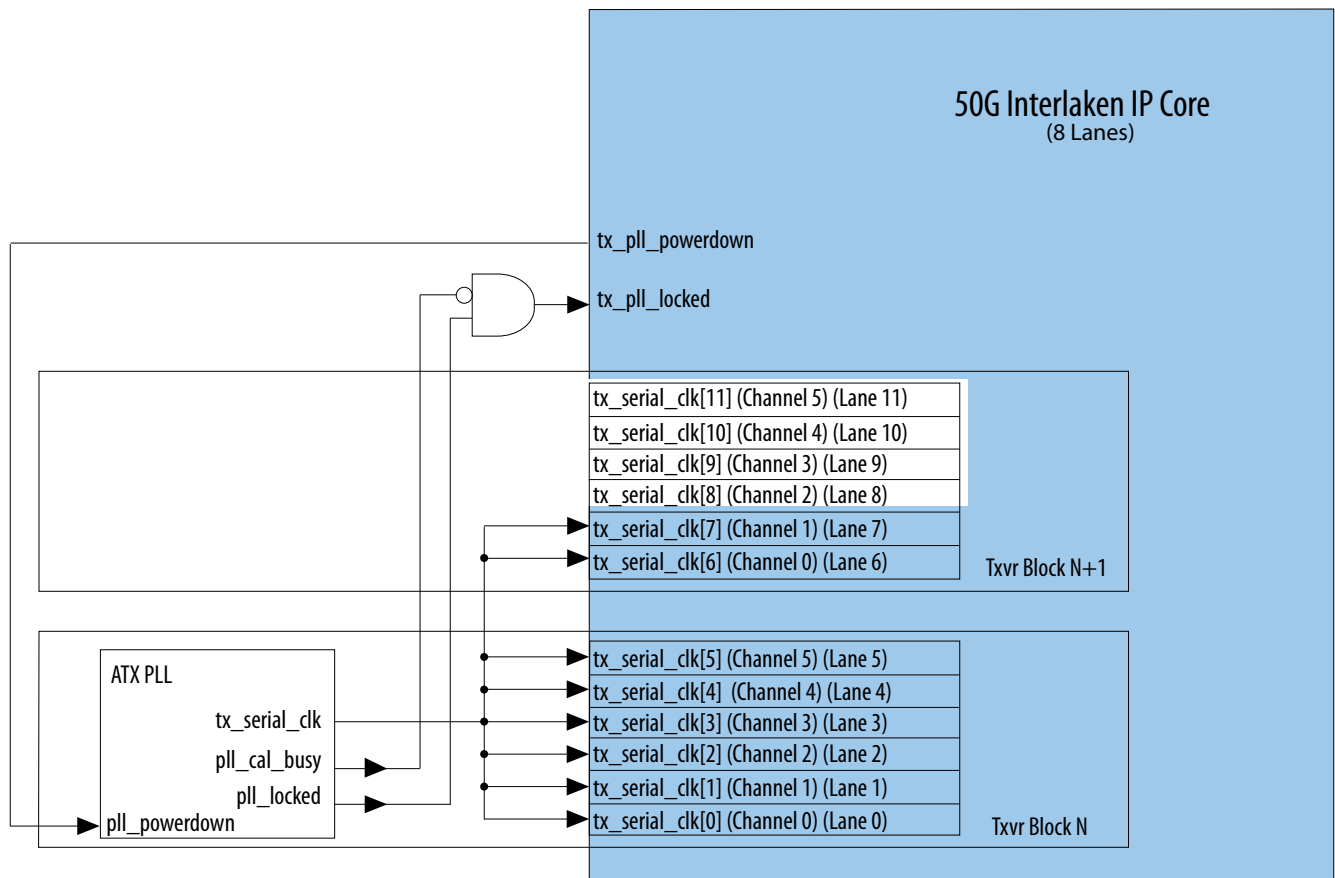 50G Interlaken IP Core
(8 Lanes)
tx_pll_powerdown
tx_pll_locked
tx_serial_clk[11] (Channel 5) (Lane 11)
tx_serial_clk[10] (Channel 4) (Lane 10)
tx_serial_clk[9] (Channel 3) (Lane 9)
tx_serial_clk[8] (Channel 2) (Lane 8)
tx_serial_clk[7] (Channel 1) (Lane 7)
tx_serial_clk[6] (Channel 0) (Lane 6)
Txvr Block N+1
ATX PLL
tx_serial_clk
pll_cal_busy
pll_locked
pll_powerdown
tx_serial_clk[5] (Channel 5) (Lane 5)
tx_serial_clk[4] (Channel 4) (Lane 4)
tx_serial_clk[3] (Channel 3) (Lane 3)
tx_serial_clk[2] (Channel 2) (Lane 2)
tx_serial_clk[1] (Channel 1) (Lane 1)
tx_serial_clk[0] (Channel 0) (Lane 0)
Txvr Block N